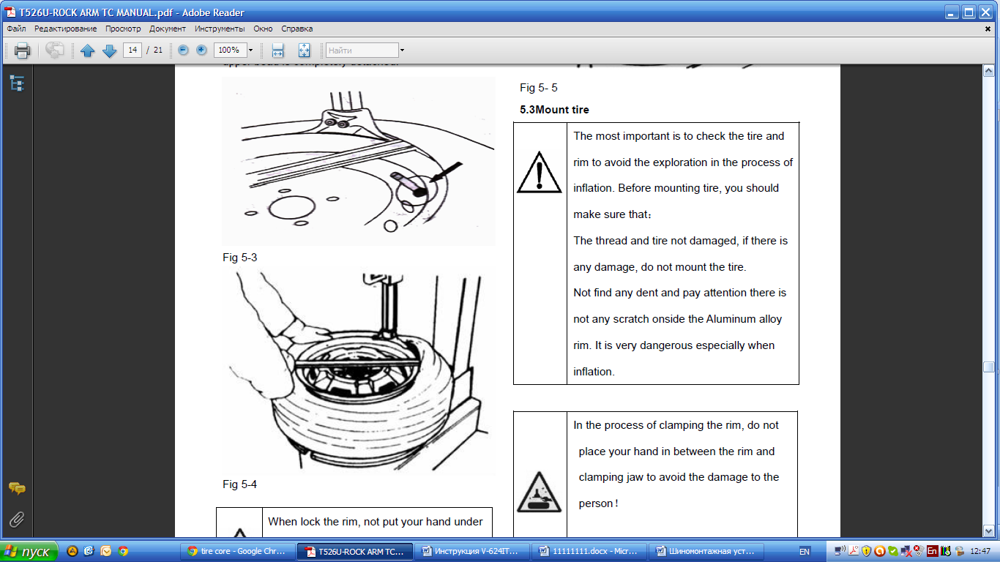 T526U-ROCK ARM TC MANUAL.pdf - Adobe Reader
Файл Редактирование Просмотр Документ Инструменты Окно Справка
14 / 21 100% Найти
upper bead is completely detached.
Fig 5-3
Fig 5-4
When lock the rim, not put your hand under
Fig 5- 5
5.3Mount tire
The most important is to check the tire and
rim to avoid the exploration in the process of
inflation. Before mounting tire, you should
make sure that：
The thread and tire not damaged, if there is
any damage, do not mount the tire.
Not find any dent and pay attention there is
not any scratch onside the Aluminum alloy
rim. It is very dangerous especially when
inflation.
In the process of clamping the rim, do not
place your hand in between the rim and
clamping jaw to avoid the damage to the
person！
пуск
tire core - Google Chr...
T526U-ROCK ARM TC...
Инструкция V-624IT...
11111111.docx - Micr...
Шиномонтажная уст...
EN
En
12:47